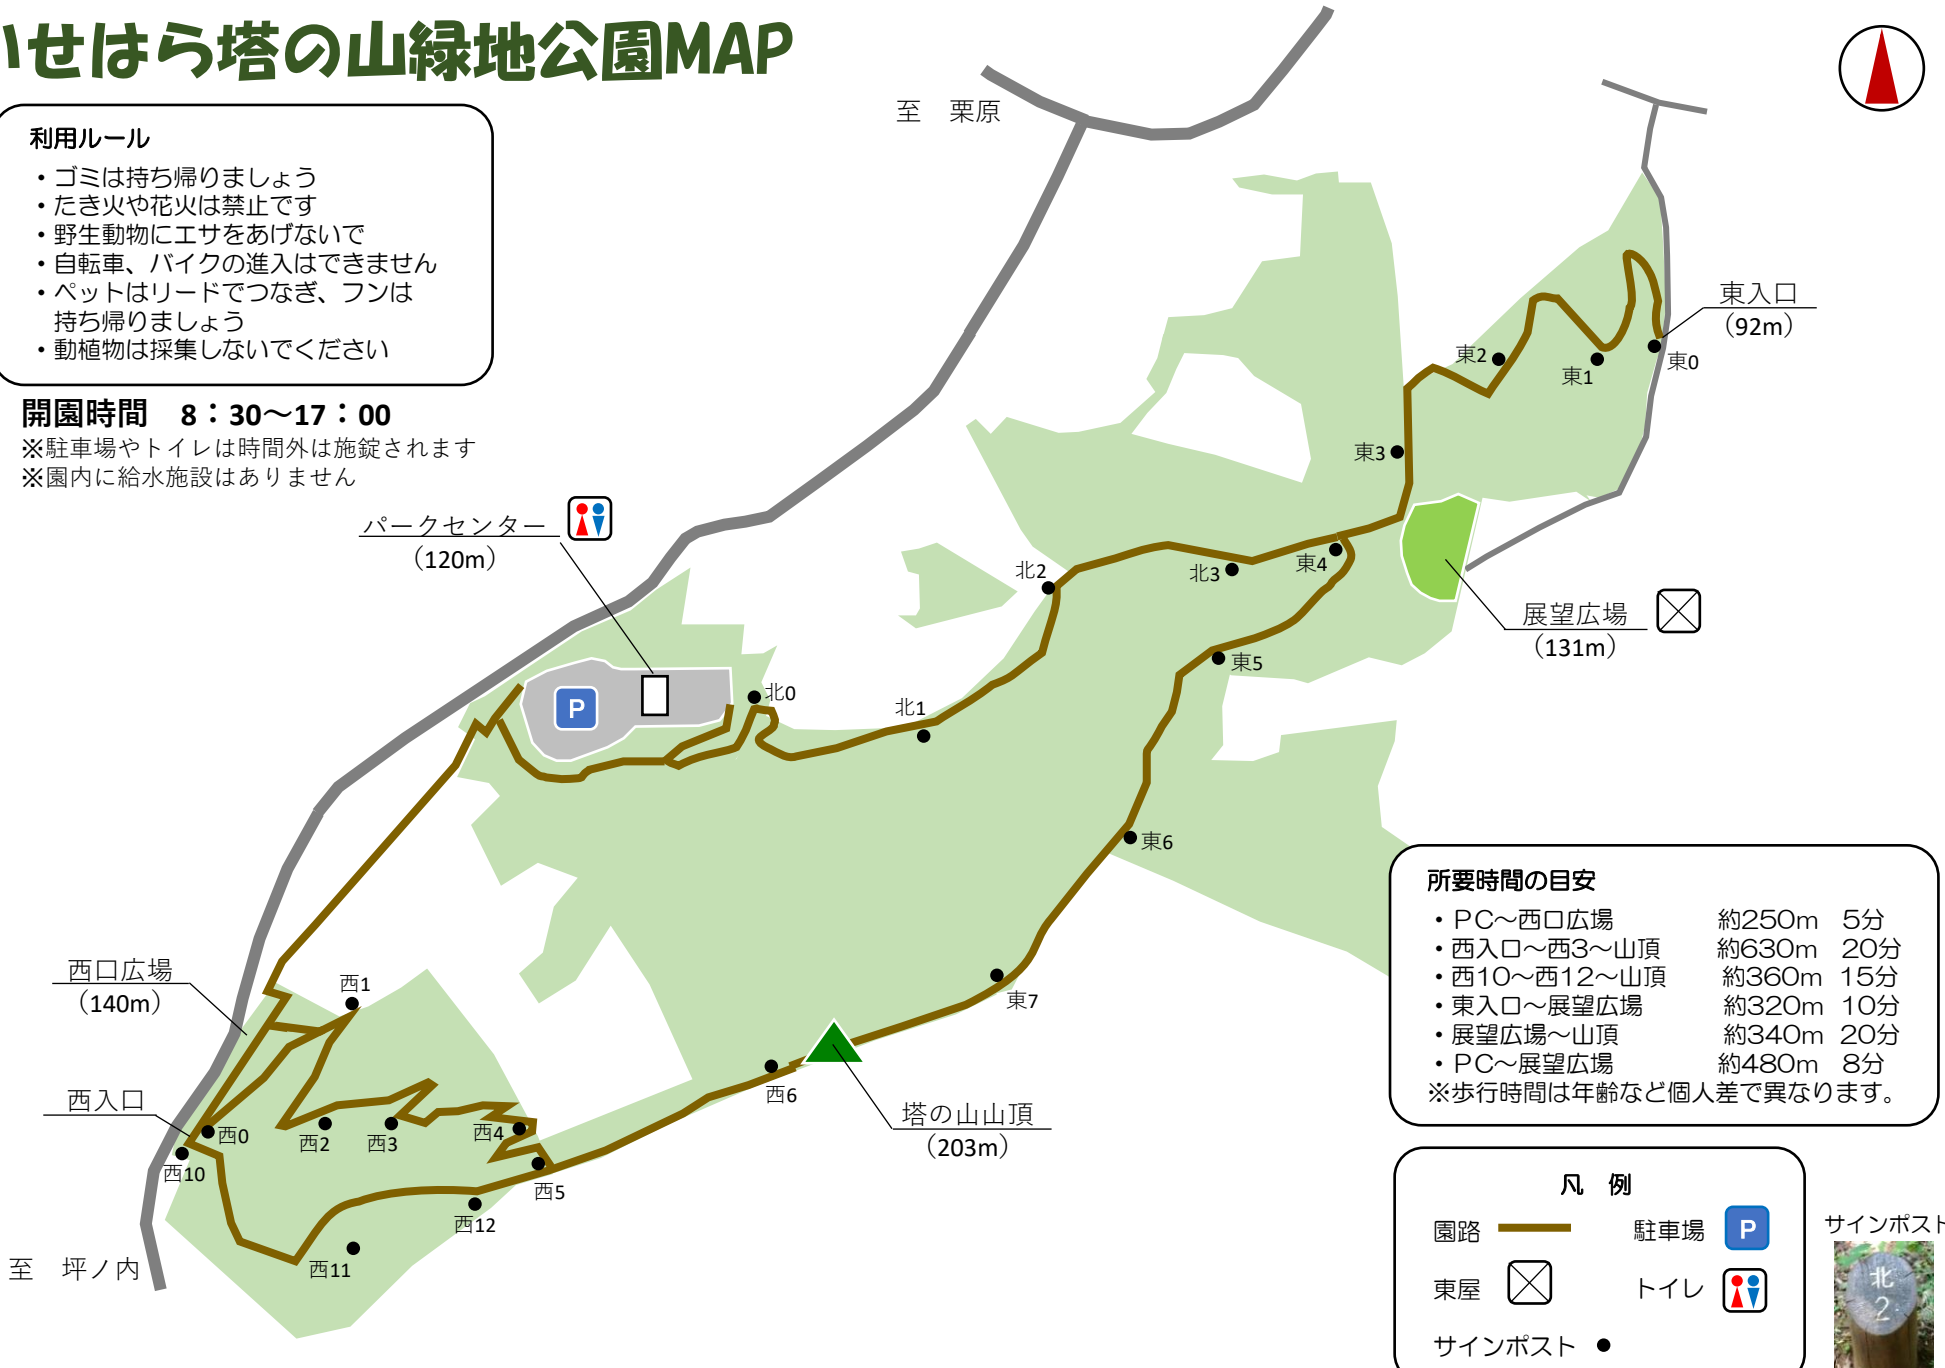 いせはら塔の山緑地公園MAP
利用ルール
・ゴミは持ち帰りましょう
・たき火や花火は禁止です
・野生動物にエサをあげないで
・自転車、バイクの進入はできません
・ペットはリードでつなぎ、フンは
持ち帰りましょう
・動植物は採集しないでください
開園時間　8：30～17：00
※駐車場やトイレは時間外は施錠されます
※園内に給水施設はありません
至　栗原
東入口
（92m）
東0
東1
東2
東3
東4
展望広場
（131m）
パークセンター
（120m）
P
北0
北1
北2
北3
東5
東6
東7
西口広場
（140m）
西1
西入口
西0
西10
西2
西3
西4
西5
西6
西12
西11
塔の山山頂
（203m）
至　坪ノ内
所要時間の目安
・PC～西口広場　約250m　5分
・西入口～西3～山頂　約630m　20分
・西10～西12～山頂　約360m　15分
・東入口～展望広場　約320m　10分
・展望広場～山頂　約340m　20分
・PC～展望広場　約480m　8分
※歩行時間は年齢など個人差で異なります。
凡　例
園路
駐車場　P
東屋
トイレ
サインポスト
サインポスト
北
2